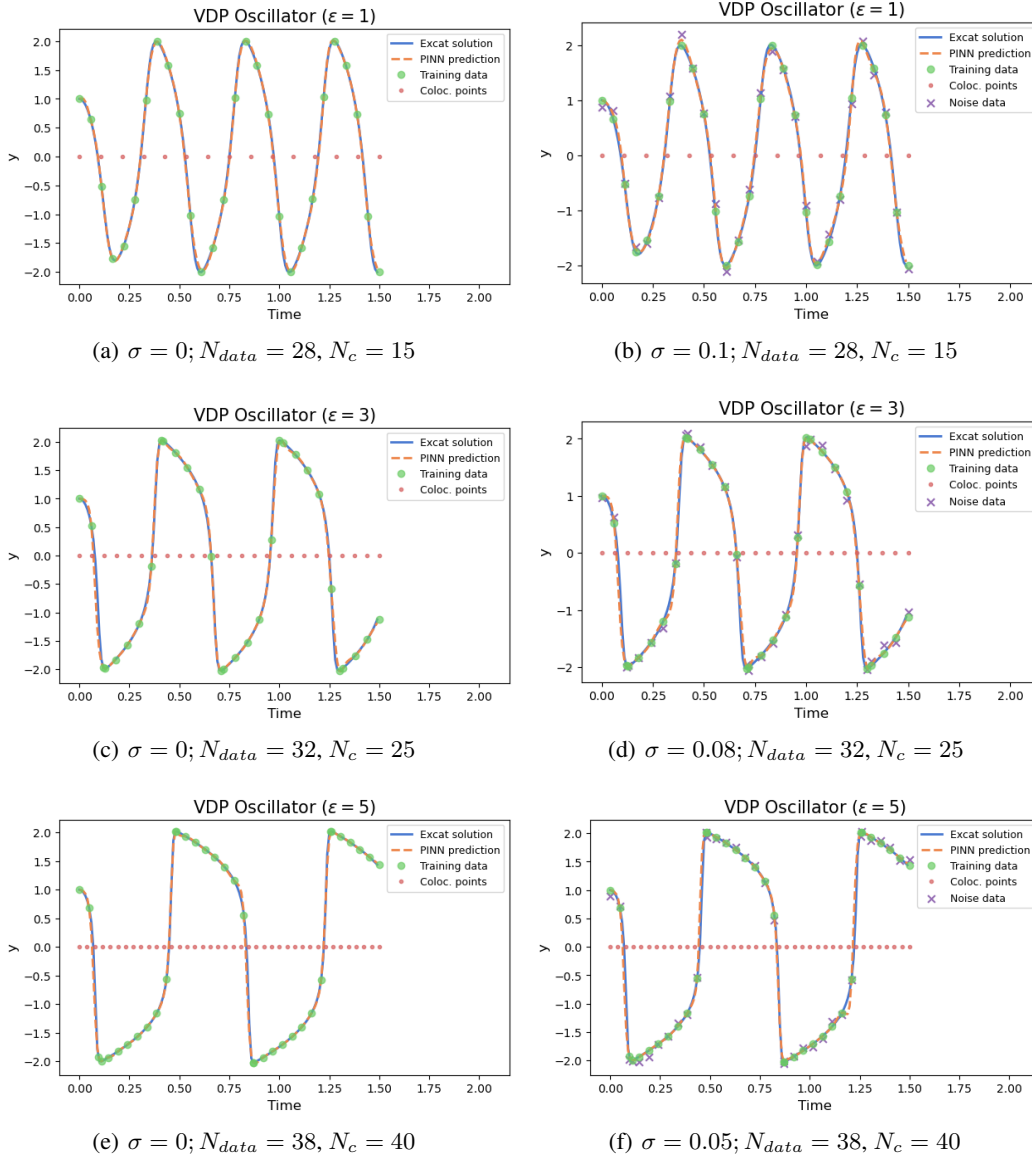 VDP Oscillator (ε = 1)
2.0
1.5
1.0
0.5
0.0
−0.5
−1.0
−1.5
−2.0
y
Excat solution
PINN prediction
Training data
Coloc. points
0.00 0.25 0.50 0.75 1.00 1.25 1.50 1.75 2.00
Time
(a) σ = 0; N_data = 28, N_c = 15
VDP Oscillator (ε = 1)
2
1
0
−1
−2
y
Excat solution
PINN prediction
Training data
Coloc. points
Noise data
0.00 0.25 0.50 0.75 1.00 1.25 1.50 1.75 2.00
Time
(b) σ = 0.1; N_data = 28, N_c = 15
VDP Oscillator (ε = 3)
2.0
1.5
1.0
0.5
0.0
−0.5
−1.0
−1.5
−2.0
y
Excat solution
PINN prediction
Training data
Coloc. points
0.00 0.25 0.50 0.75 1.00 1.25 1.50 1.75 2.00
Time
(c) σ = 0; N_data = 32, N_c = 25
VDP Oscillator (ε = 3)
2
1
0
−1
−2
y
Excat solution
PINN prediction
Training data
Coloc. points
Noise data
0.00 0.25 0.50 0.75 1.00 1.25 1.50 1.75 2.00
Time
(d) σ = 0.08; N_data = 32, N_c = 25
VDP Oscillator (ε = 5)
2.0
1.5
1.0
0.5
0.0
−0.5
−1.0
−1.5
−2.0
y
Excat solution
PINN prediction
Training data
Coloc. points
0.00 0.25 0.50 0.75 1.00 1.25 1.50 1.75 2.00
Time
(e) σ = 0; N_data = 38, N_c = 40
VDP Oscillator (ε = 5)
2.0
1.5
1.0
0.5
0.0
−0.5
−1.0
−1.5
−2.0
y
Excat solution
PINN prediction
Training data
Coloc. points
Noise data
0.00 0.25 0.50 0.75 1.00 1.25 1.50 1.75 2.00
Time
(f) σ = 0.05; N_data = 38, N_c = 40